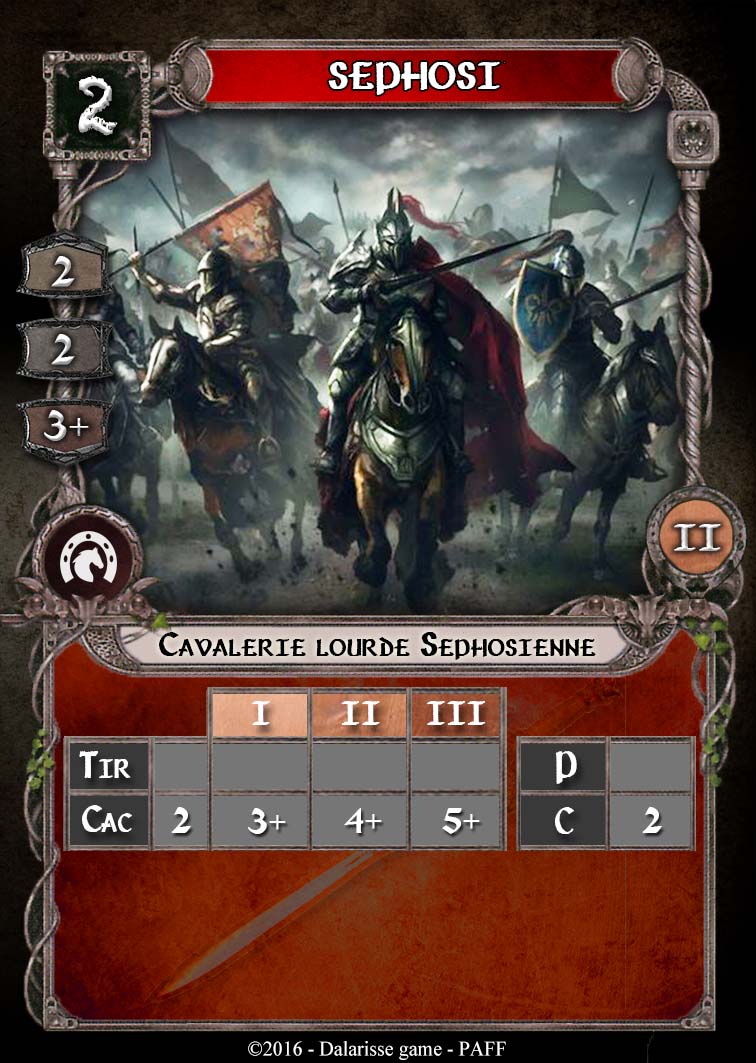 SEPHOSI
2
2
2
3+
II
CAVALERIE LOURDE SEPHOSIENNE
I II III
TIR P
CAC 2 3+ 4+ 5+ C 2
©2016 - Dalarisse game - PAFF